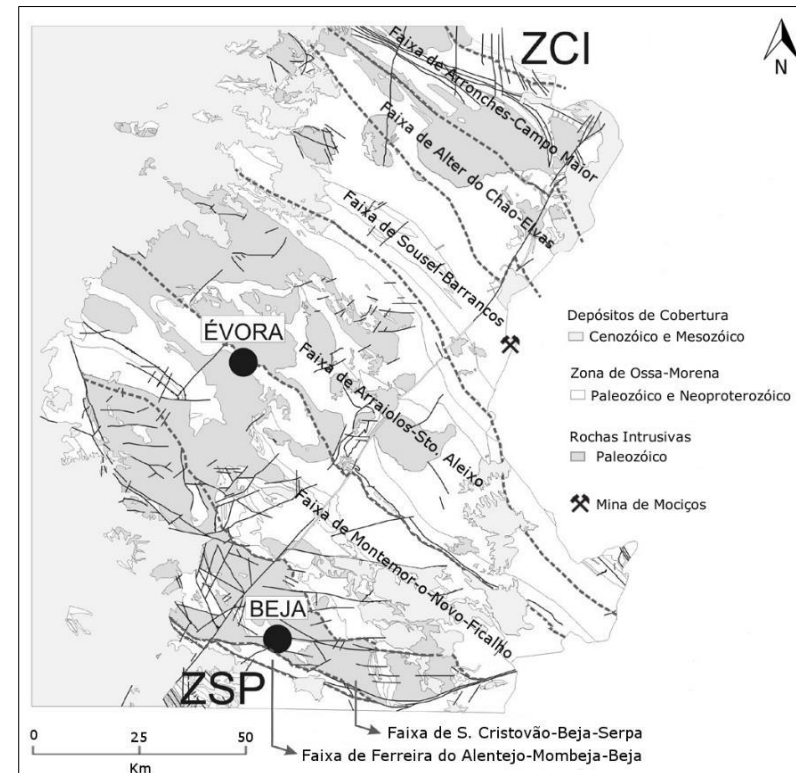 ZCI
N
Faixa de Arronches-Campo Maior
Faixa de Alter do Chão-Elvas
Faixa de Sousel-Barrancos
ÉVORA
Faixa de Arraiolos-Sto. Aleixo
Depósitos de Cobertura
Cenozóico e Mesozóico
Zona de Ossa-Morena
Paleozóico e Neoproterozóico
Rochas Intrusivas
Paleozóico
Mina de Mociços
Faixa de Montemor-o-Novo-Ficalho
BEJA
ZSP
Faixa de S. Cristovão-Beja-Serpa
Faixa de Ferreira do Alentejo-Mombeja-Beja
0 25 50
Km